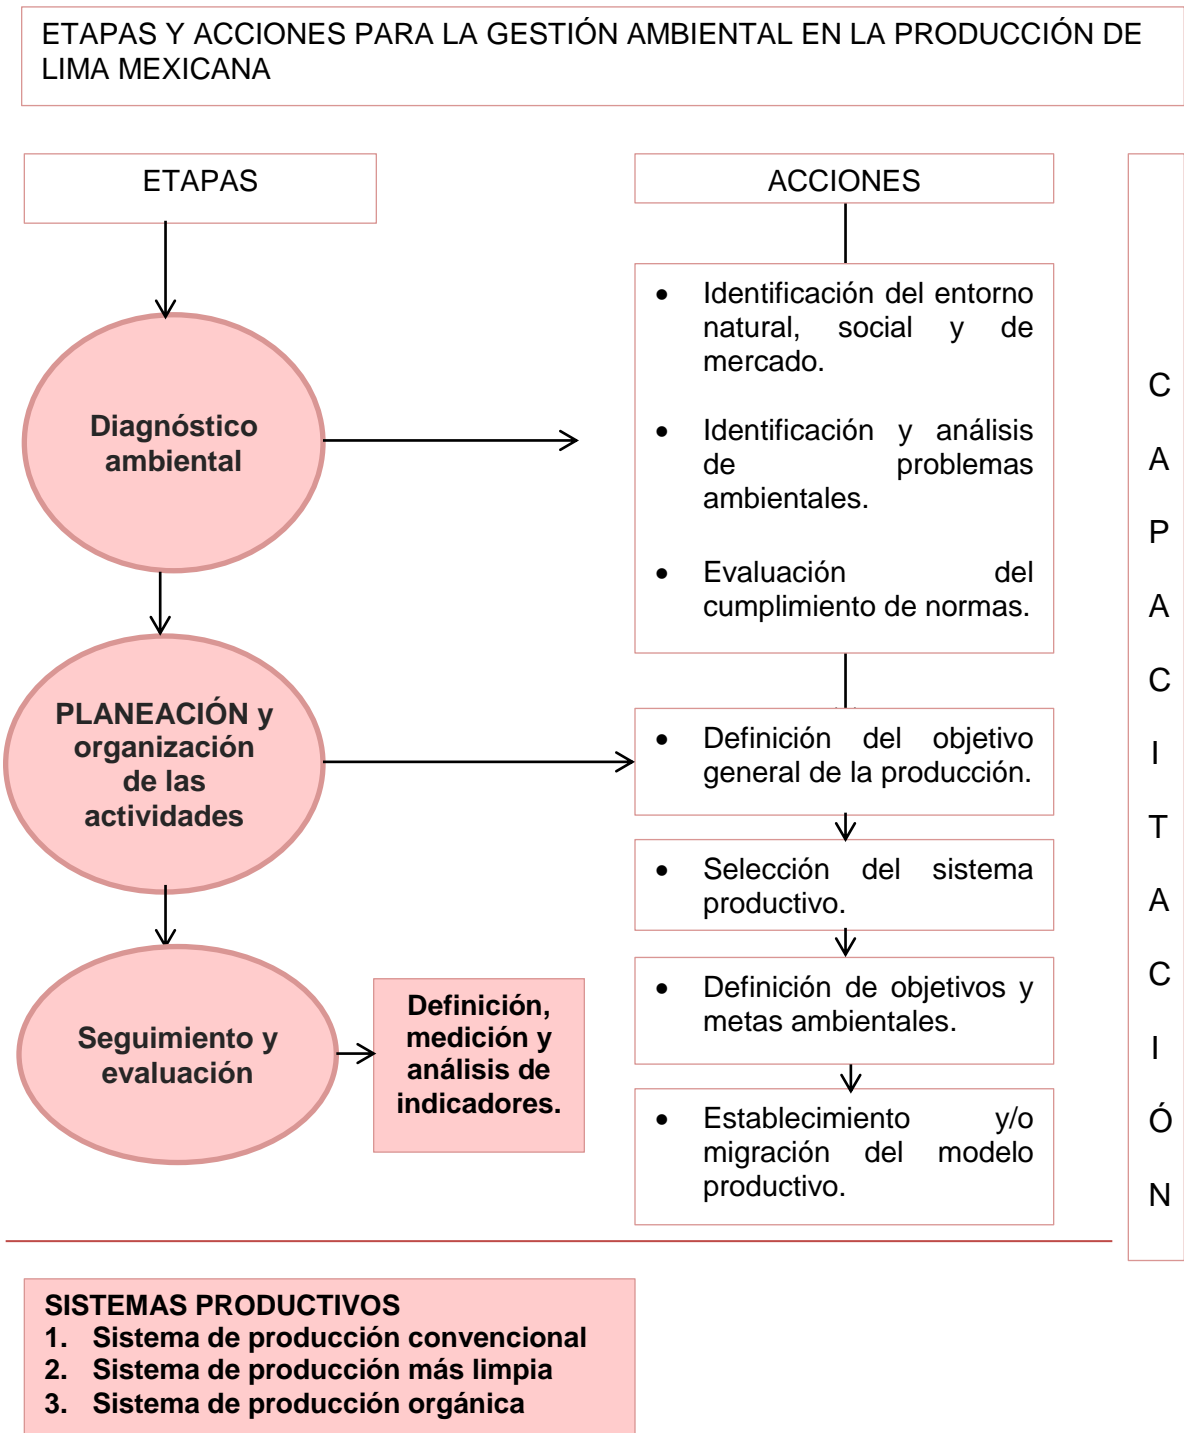 ETAPAS Y ACCIONES PARA LA GESTIÓN AMBIENTAL EN LA PRODUCCIÓN DE
LIMA MEXICANA
ETAPAS
Diagnóstico
ambiental
PLANEACIÓN y
organización
de las
actividades
Seguimiento y
evaluación
Definición,
medición y
análisis de
indicadores.
ACCIONES
• Identificación del entorno
natural, social y de
mercado.
• Identificación y análisis
de problemas
ambientales.
• Evaluación del
cumplimiento de normas.
• Definición del objetivo
general de la producción.
• Selección del sistema
productivo.
• Definición de objetivos y
metas ambientales.
• Establecimiento y/o
migración del modelo
productivo.
C
A
P
A
C
I
T
A
C
I
Ó
N
SISTEMAS PRODUCTIVOS
1. Sistema de producción convencional
2. Sistema de producción más limpia
3. Sistema de producción orgánica